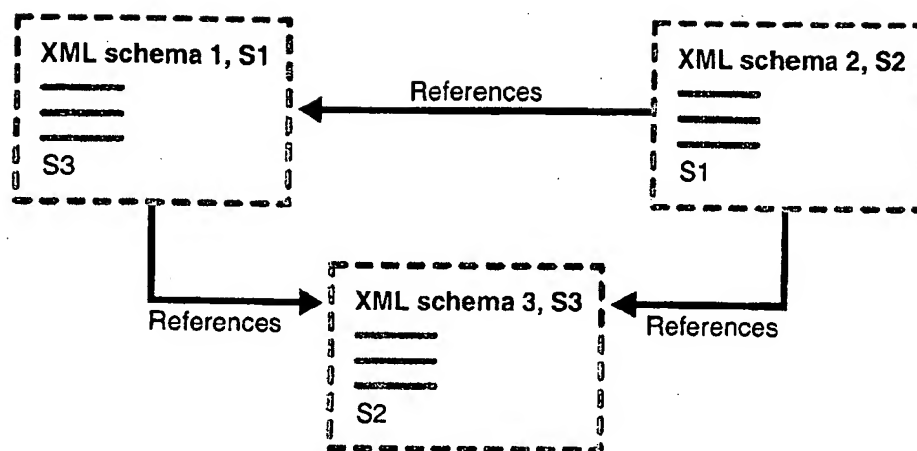 XML schema 1, S1
S3
References
XML schema 2, S2
S1
References
XML schema 3, S3
S2
References